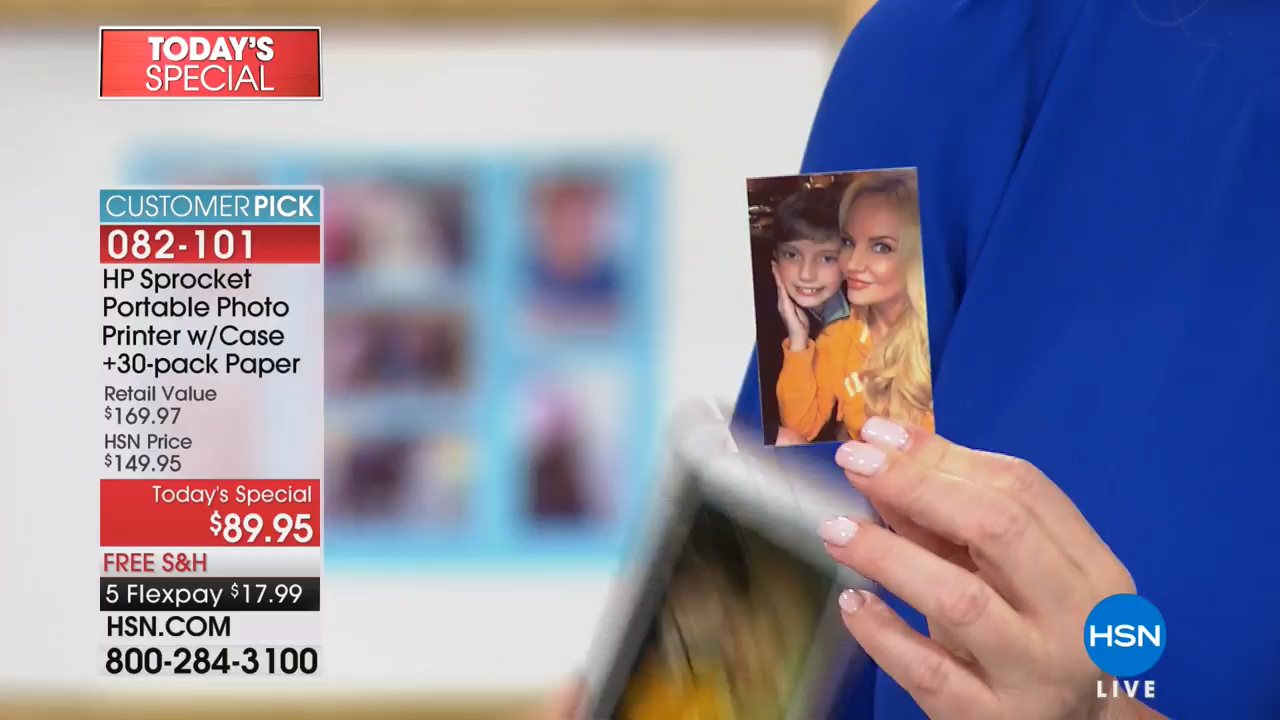 TODAY'S
SPECIAL
CUSTOMERPICK
082-101
HP Sprocket
Portable Photo
Printer w/Case
+30-pack Paper
Retail Value
$169.97
HSN Price
$149.95
Today's Special
$89.95
FREE S&H
5 Flexpay $17.99
HSN.COM
800-284-3100
HSN
LIVE